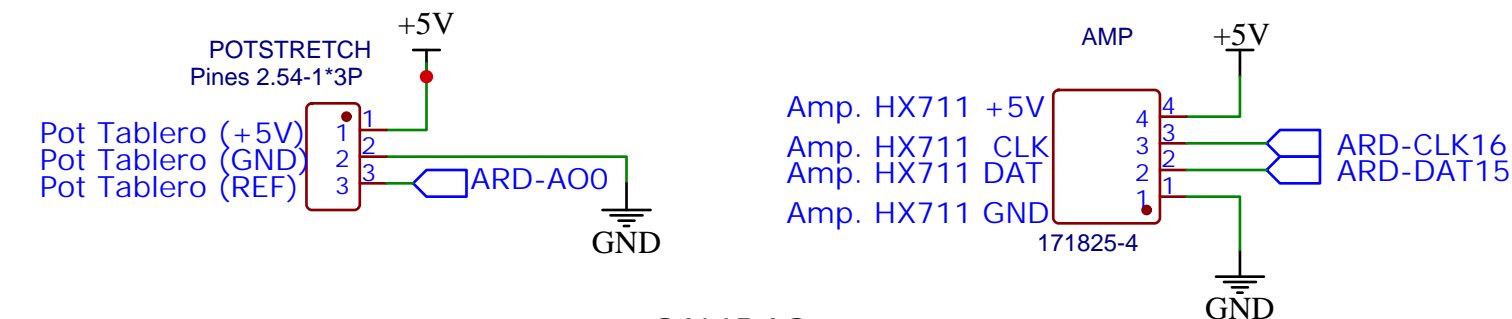 +5V
POTSTRETCH
Pines 2.54-1*3P
Pot Tablero (+5V) 1 1
Pot Tablero (GND) 2 2
Pot Tablero (REF) 3 3 ARD-AO0
GND
AMP
+5V
Amp. HX711 +5V 4 4
Amp. HX711 CLK 3 3 ARD-CLK16
Amp. HX711 DAT 2 2 ARD-DAT15
Amp. HX711 GND 1 1
171825-4
GND